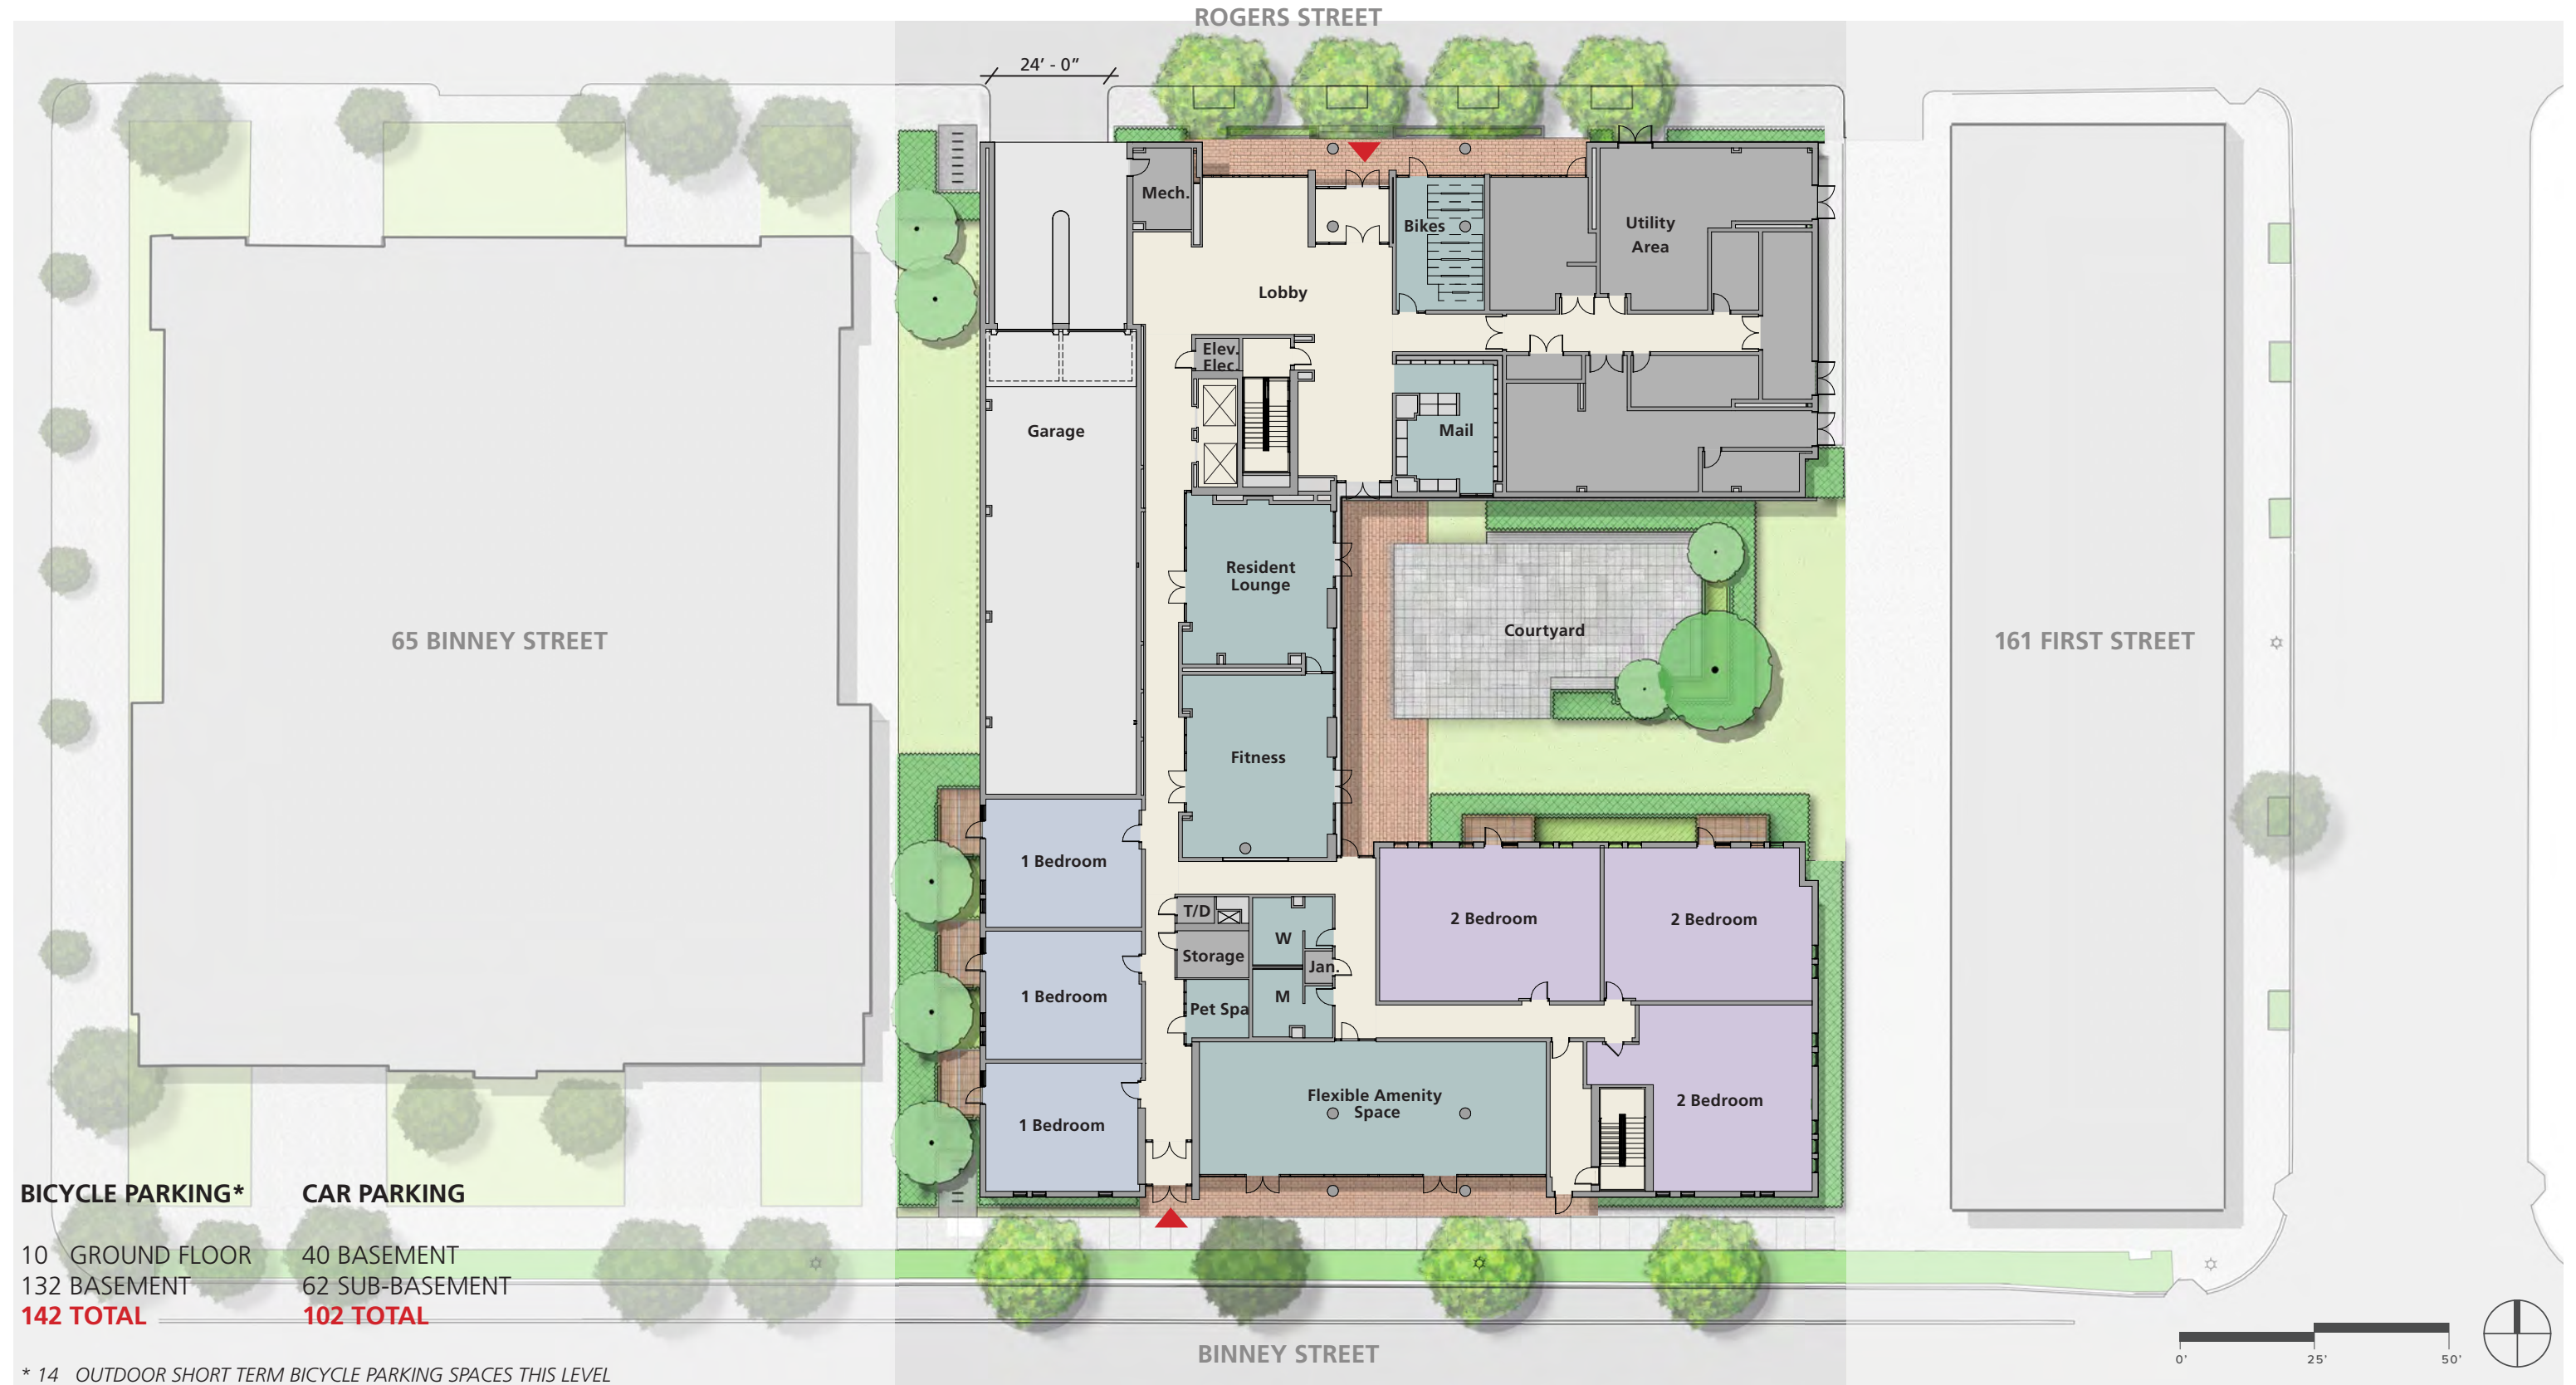 ROGERS STREET
24' - 0"
Mech.
Bikes
Utility
Area
Lobby
Elev.
Elec.
Garage
Mail
Resident
Lounge
Courtyard
65 BINNEY STREET
161 FIRST STREET
Fitness
1 Bedroom
T/D
W
2 Bedroom
2 Bedroom
Storage
Jan.
1 Bedroom
Pet Spa
M
Flexible Amenity
Space
2 Bedroom
1 Bedroom
BICYCLE PARKING*
10 GROUND FLOOR
132 BASEMENT
142 TOTAL
CAR PARKING
40 BASEMENT
62 SUB-BASEMENT
102 TOTAL
* 14 OUTDOOR SHORT TERM BICYCLE PARKING SPACES THIS LEVEL
BINNEY STREET
0' 25' 50'